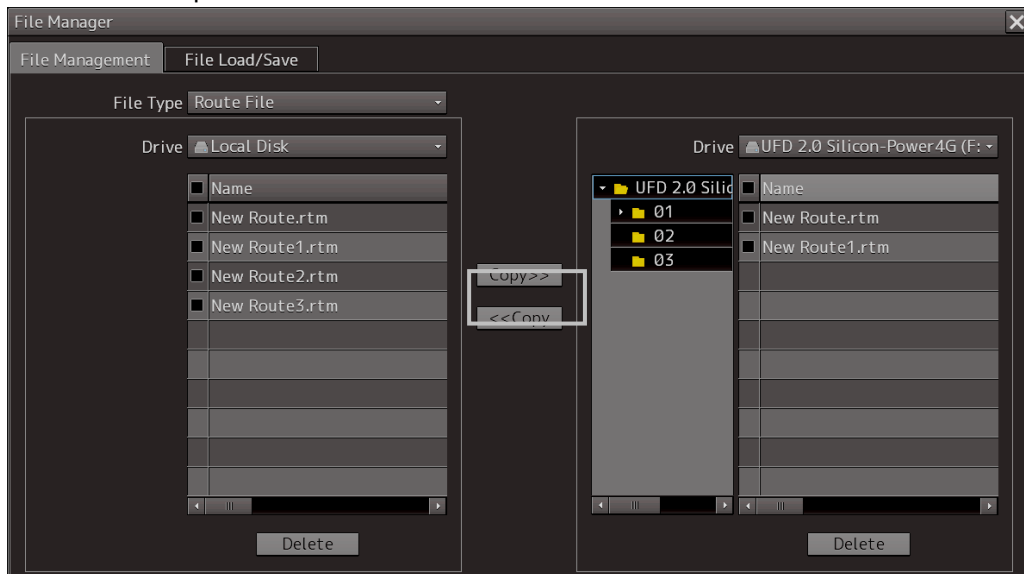 File Manager
File Management
File Load/Save
File Type Route File
Drive Local Disk
Name
New Route.rtm
New Route1.rtm
New Route2.rtm
New Route3.rtm
Delete
Copy>>
<<Copy
Drive UFD 2.0 Silicon-Power4G (F:
UFD 2.0 Silic
01
02
03
Name
New Route.rtm
New Route1.rtm
Delete